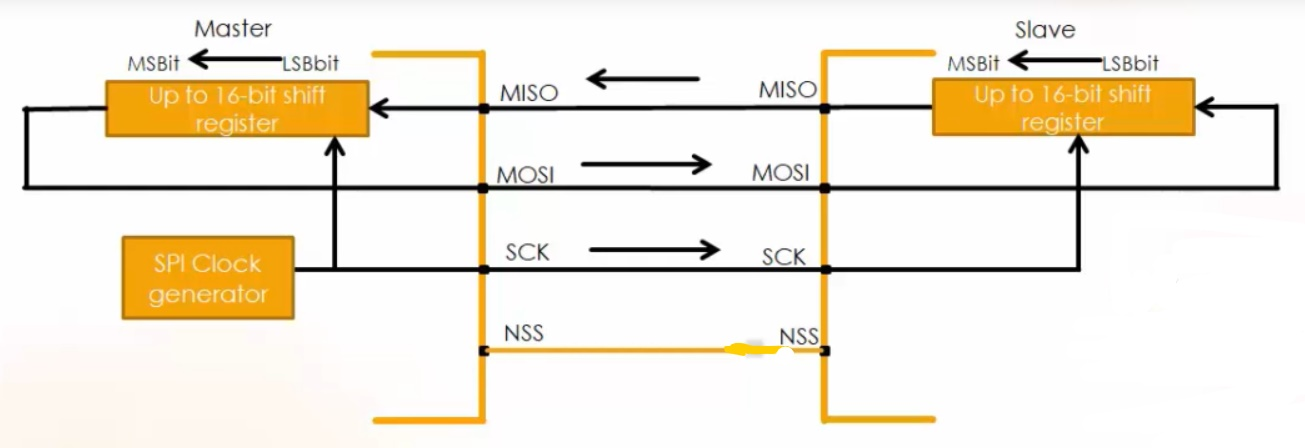 Master
MSBit LSBbit
Up to 16-bit shift
register
Slave
MSBit LSBbit
Up to 16-bit shift
register
MISO MISO
MOSI MOSI
SCK SCK
SPI Clock
generator
NSS NSS